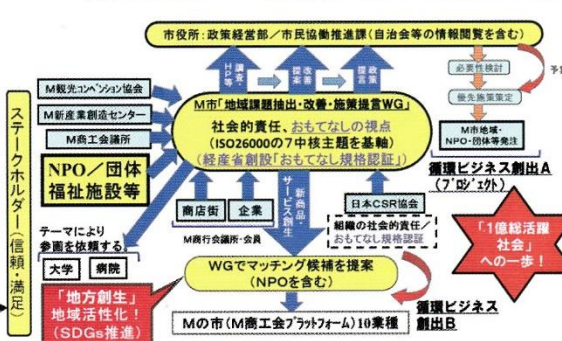 市役所：政策経営部／市民協働推進課（自治会等の情報閲覧を含む）
調査・HP等
改善提案
政策提言
必要性検討
予
優先施策策定
M市地域・
NPO・団体等発注
循環ビジネス創出A
（プロジェクト）
ステークホルダー（信頼・満足）
M観光コンベンション協会
M新産業創造センター
M商工会議所
NPO／団体
福祉施設等
M市「地域課題抽出・改善・施策提言WG」
社会的責任、おもてなしの視点
（ISO26000の7中核主題を基軸）
（経産省創設「おもてなし規格認証」）
商店街
企業
M商行会議所・会員
新商品・サービス創生
日本CSR協会
組織の社会的責任／
おもてなし規格認証
「1億総活躍
社会」
への一歩！
テーマにより
参画を依頼する
大学
病院
WGでマッチング候補を提案
（NPOを含む）
「地方創生」
地域活性化！
（SDGs推進）
循環ビジネス
創出B
Mの市（M商工会プラットフォーム）10業種